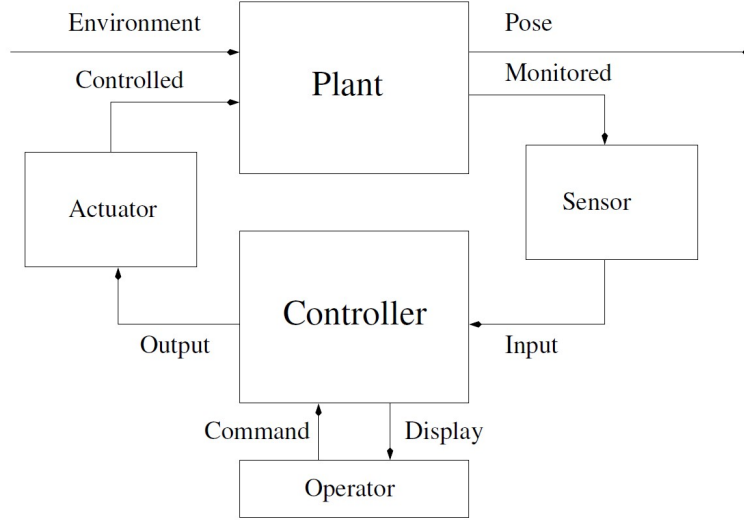 Environment
Pose
Controlled
Plant
Monitored
Actuator
Sensor
Controller
Output
Input
Command
Display
Operator